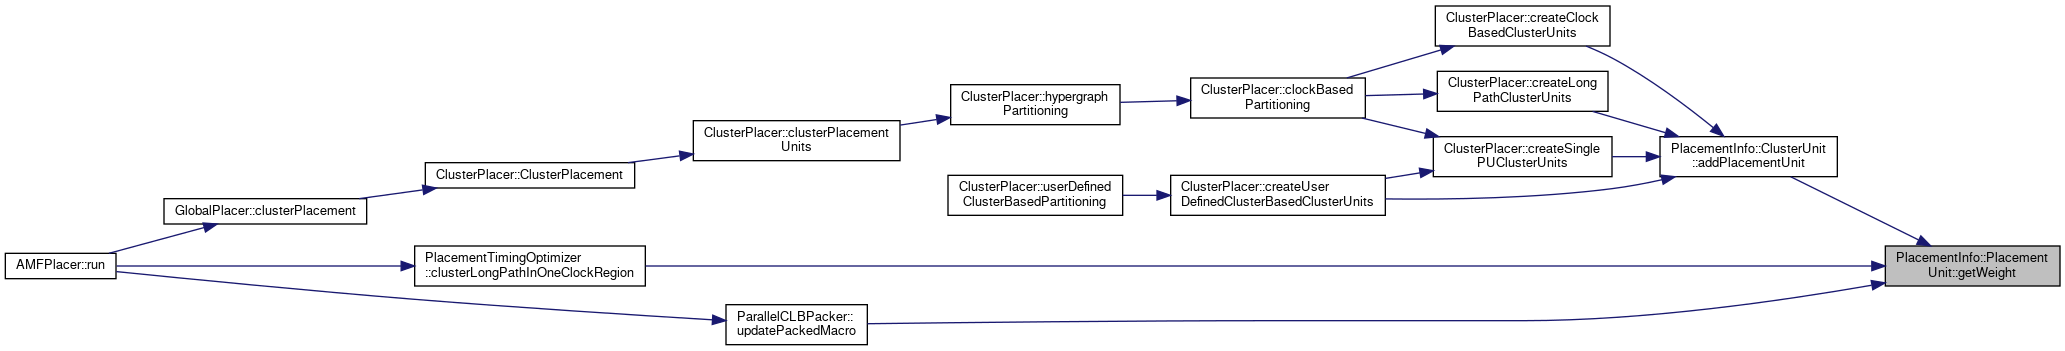 ClusterPlacer::createClock
BasedClusterUnits
ClusterPlacer::createLong
PathClusterUnits
ClusterPlacer::clockBased
Partitioning
ClusterPlacer::hypergraph
Partitioning
ClusterPlacer::clusterPlacement
Units
ClusterPlacer::createSingle
PUClusterUnits
PlacementInfo::ClusterUnit
::addPlacementUnit
ClusterPlacer::ClusterPlacement
ClusterPlacer::userDefined
ClusterBasedPartitioning
ClusterPlacer::createUser
DefinedClusterBasedClusterUnits
GlobalPlacer::clusterPlacement
AMFPlacer::run
PlacementTimingOptimizer
::clusterLongPathInOneClockRegion
PlacementInfo::Placement
Unit::getWeight
ParallelCLBPacker::
updatePackedMacro